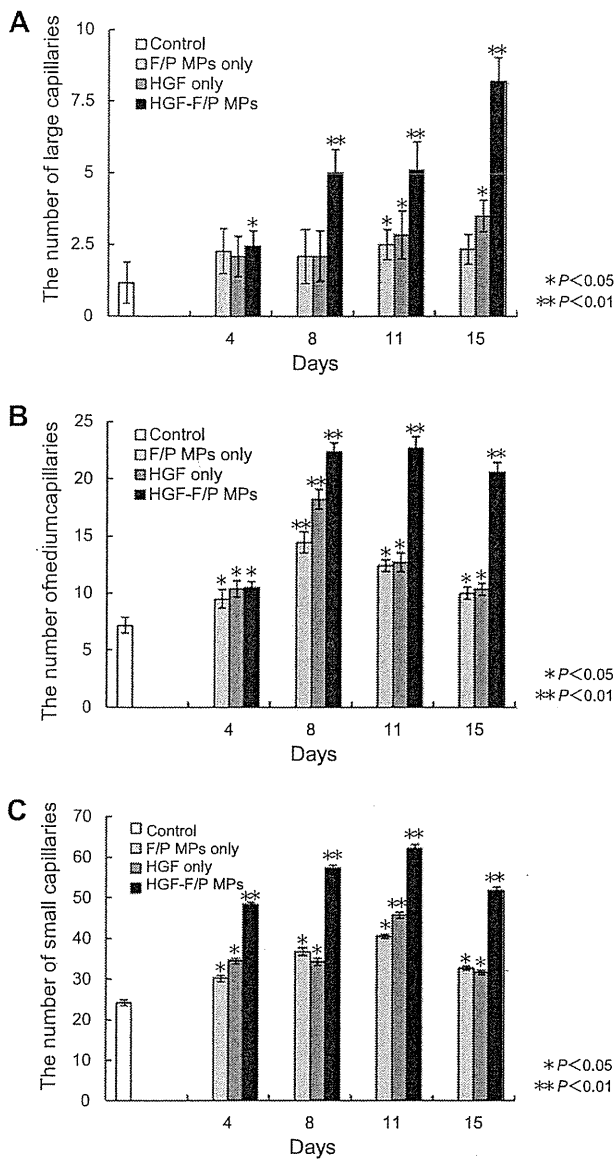 A
The number of large capillaries
10
7.5
5
2.5
0
Control
F/P MPs only
HGF only
HGF-F/P MPs
*
**
*
*
**
*
**
4
8
11
15
Days
*P<0.05
**P<0.01
B
The number ofmediumcapillaries
25
20
15
10
5
0
Control
F/P MPs only
HGF only
HGF-F/P MPs
*
*
*
**
**
**
*
*
**
*
*
**
4
8
11
15
Days
*P<0.05
**P<0.01
C
The number of small capillaries
70
60
50
40
30
20
10
0
Control
F/P MPs only
HGF only
HGF-F/P MPs
*
*
**
*
*
**
*
**
**
*
*
**
4
8
11
15
Days
*P<0.05
**P<0.01